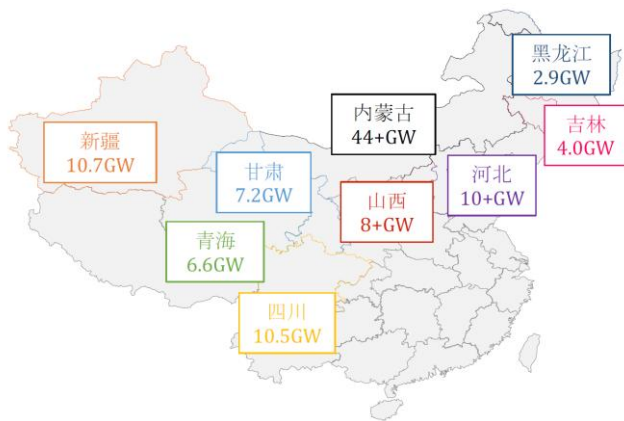 黑龙江
2.9GW
内蒙古
44+GW
吉林
4.0GW
新疆
10.7GW
甘肃
7.2GW
河北
10+GW
山西
8+GW
青海
6.6GW
四川
10.5GW